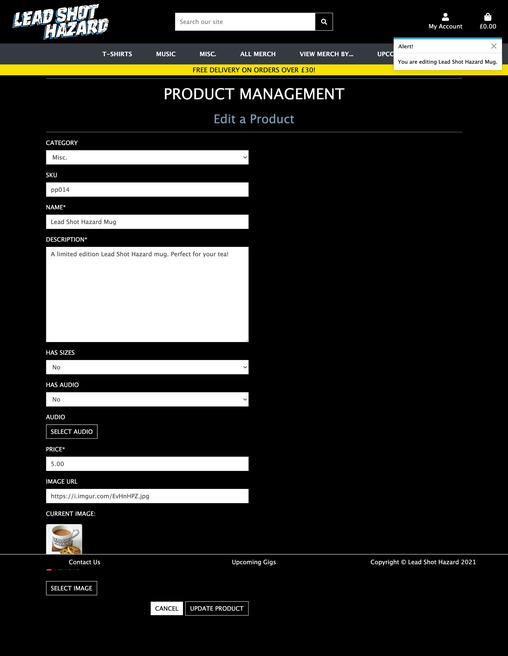 LEAD SHOT
HAZARD
Search our site
My Account
£0.00
T-SHIRTS MUSIC MISC. ALL MERCH VIEW MERCH BY...
Alert!
You are editing Lead Shot Hazard Mug.
FREE DELIVERY ON ORDERS OVER £30!
PRODUCT MANAGEMENT
Edit a Product
CATEGORY
Misc.
SKU
pp014
NAME*
Lead Shot Hazard Mug
DESCRIPTION*
A limited edition Lead Shot Hazard mug. Perfect for your tea!
HAS SIZES
No
HAS AUDIO
No
AUDIO
SELECT AUDIO
PRICE*
5.00
IMAGE URL
https://i.imgur.com/EvHnHPZ.jpg
CURRENT IMAGE:
Contact Us Upcoming Gigs Copyright © Lead Shot Hazard 2021
SELECT IMAGE
CANCEL UPDATE PRODUCT